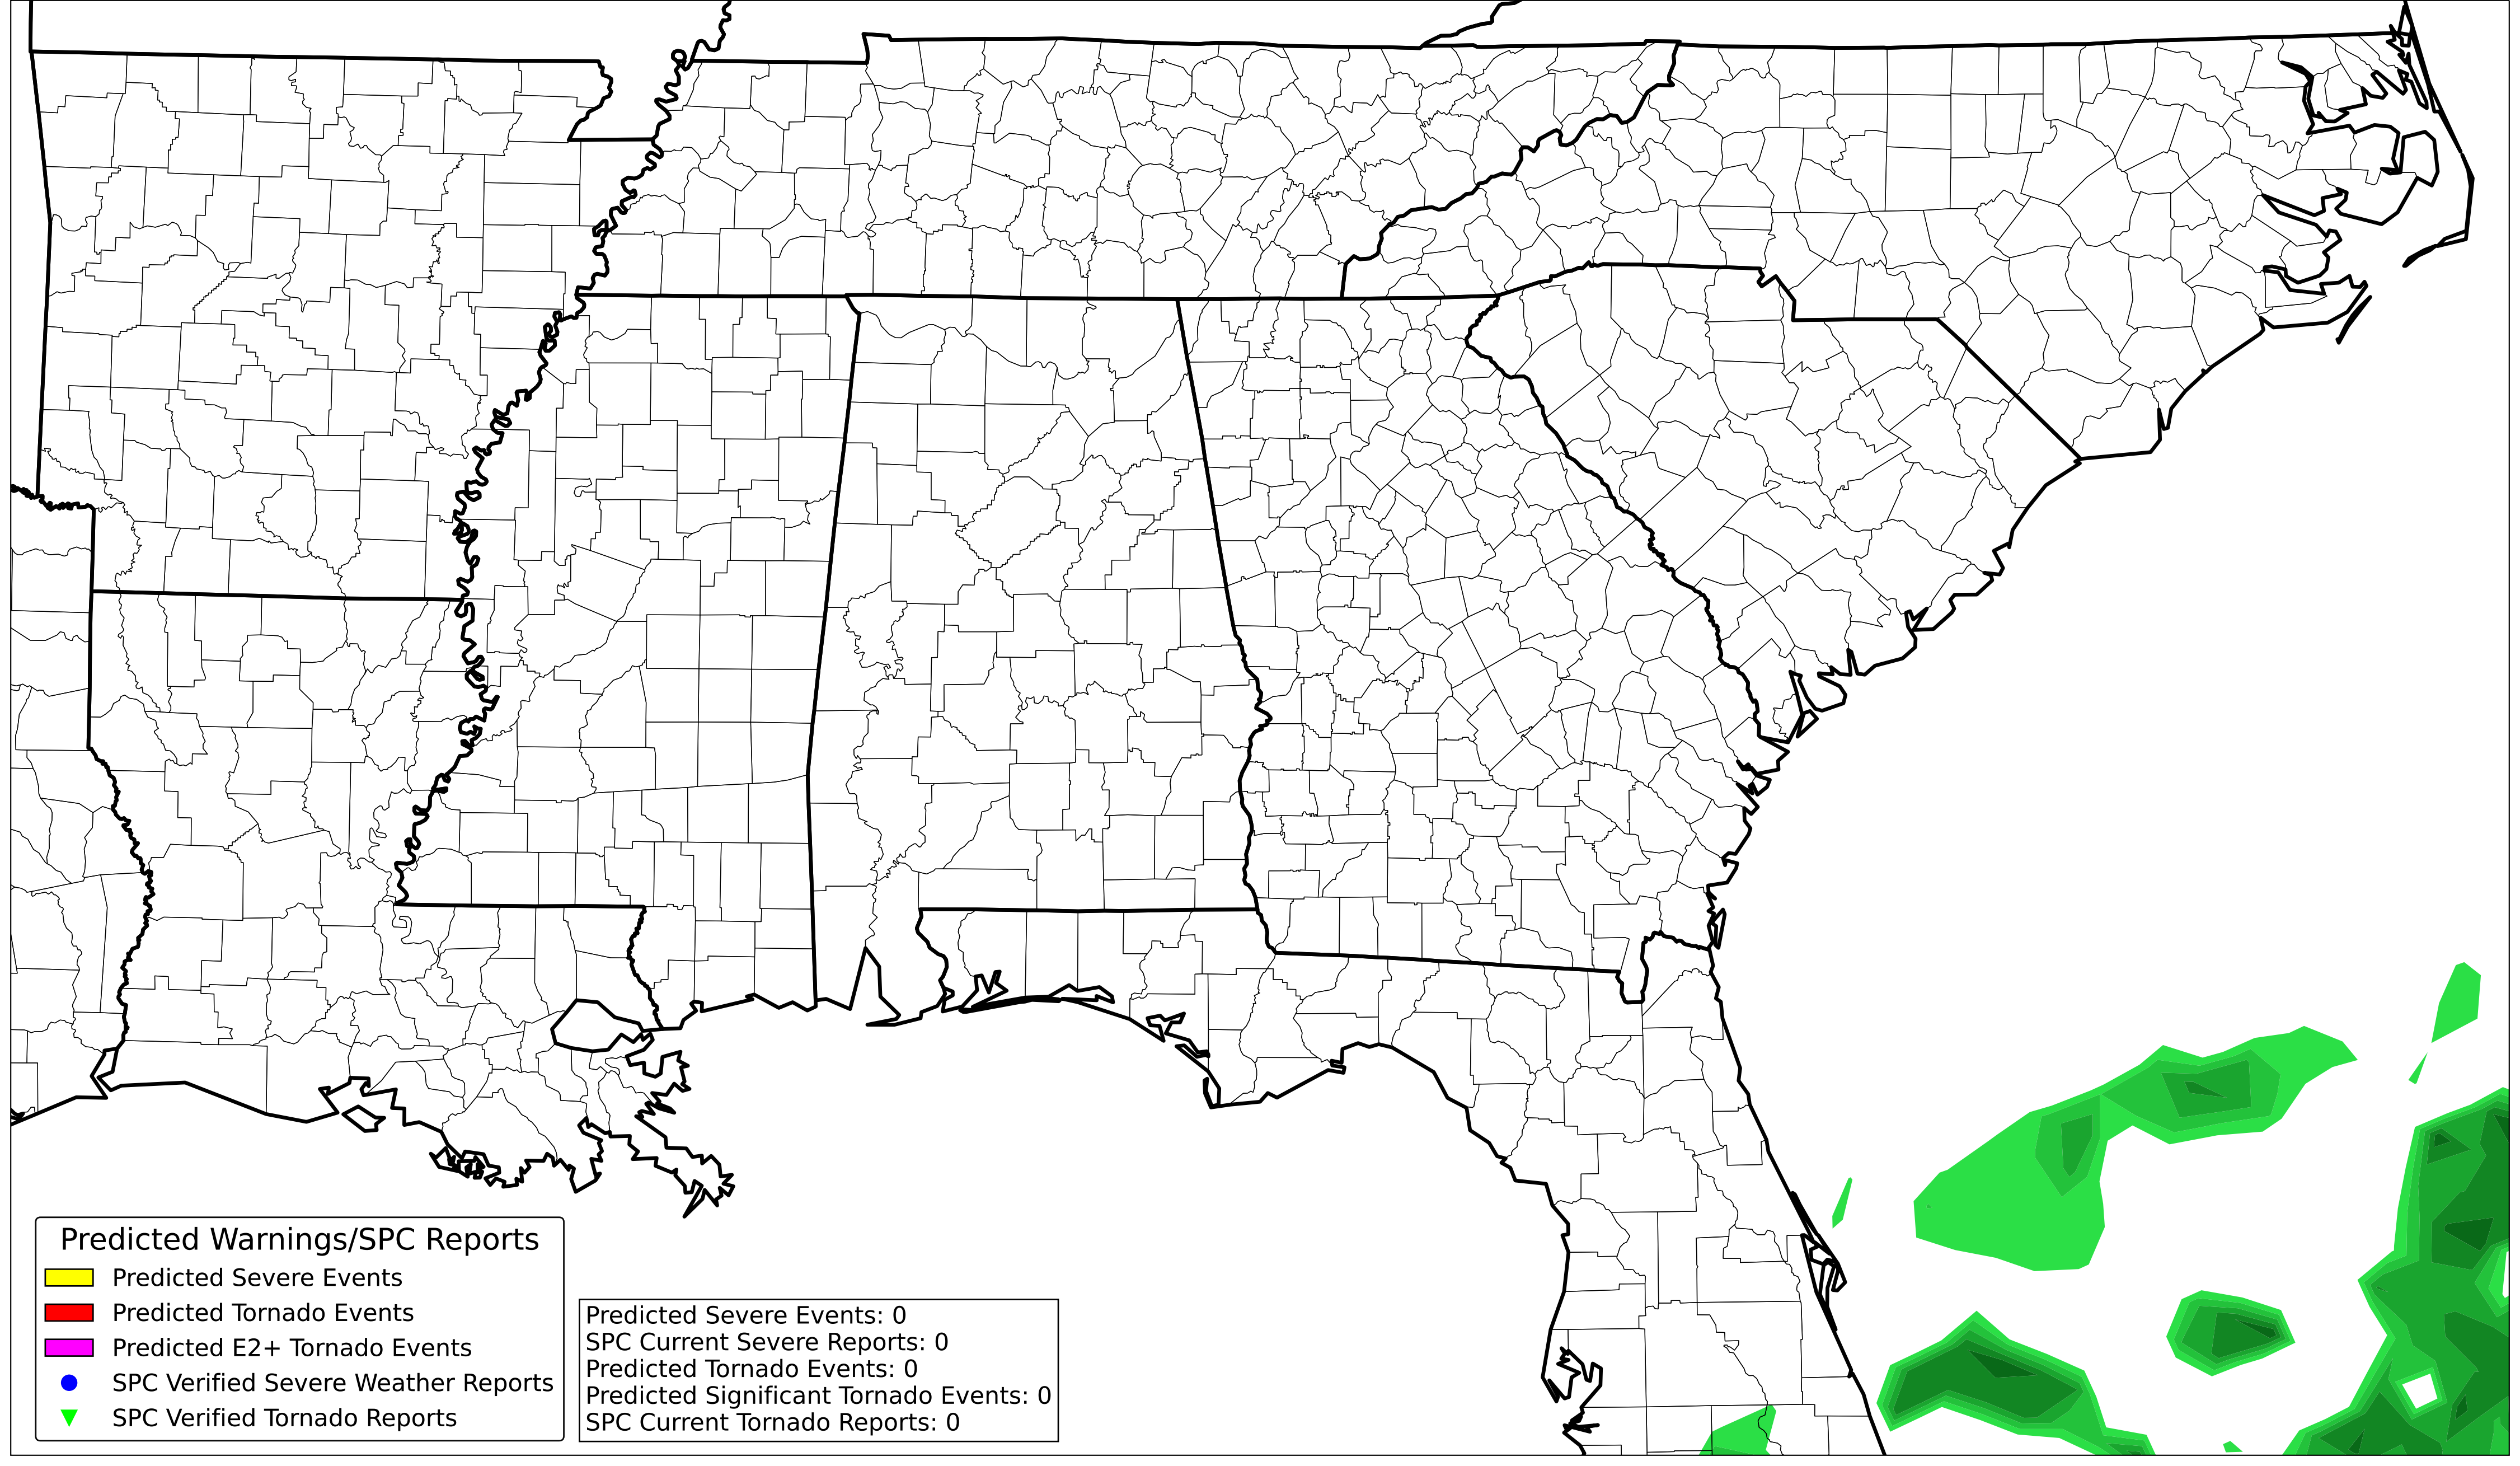 Predicted Warnings/SPC Reports
Predicted Severe Events
Predicted Tornado Events
Predicted E2+ Tornado Events
SPC Verified Severe Weather Reports
SPC Verified Tornado Reports
Predicted Severe Events: 0
SPC Current Severe Reports: 0
Predicted Tornado Events: 0
Predicted Significant Tornado Events: 0
SPC Current Tornado Reports: 0